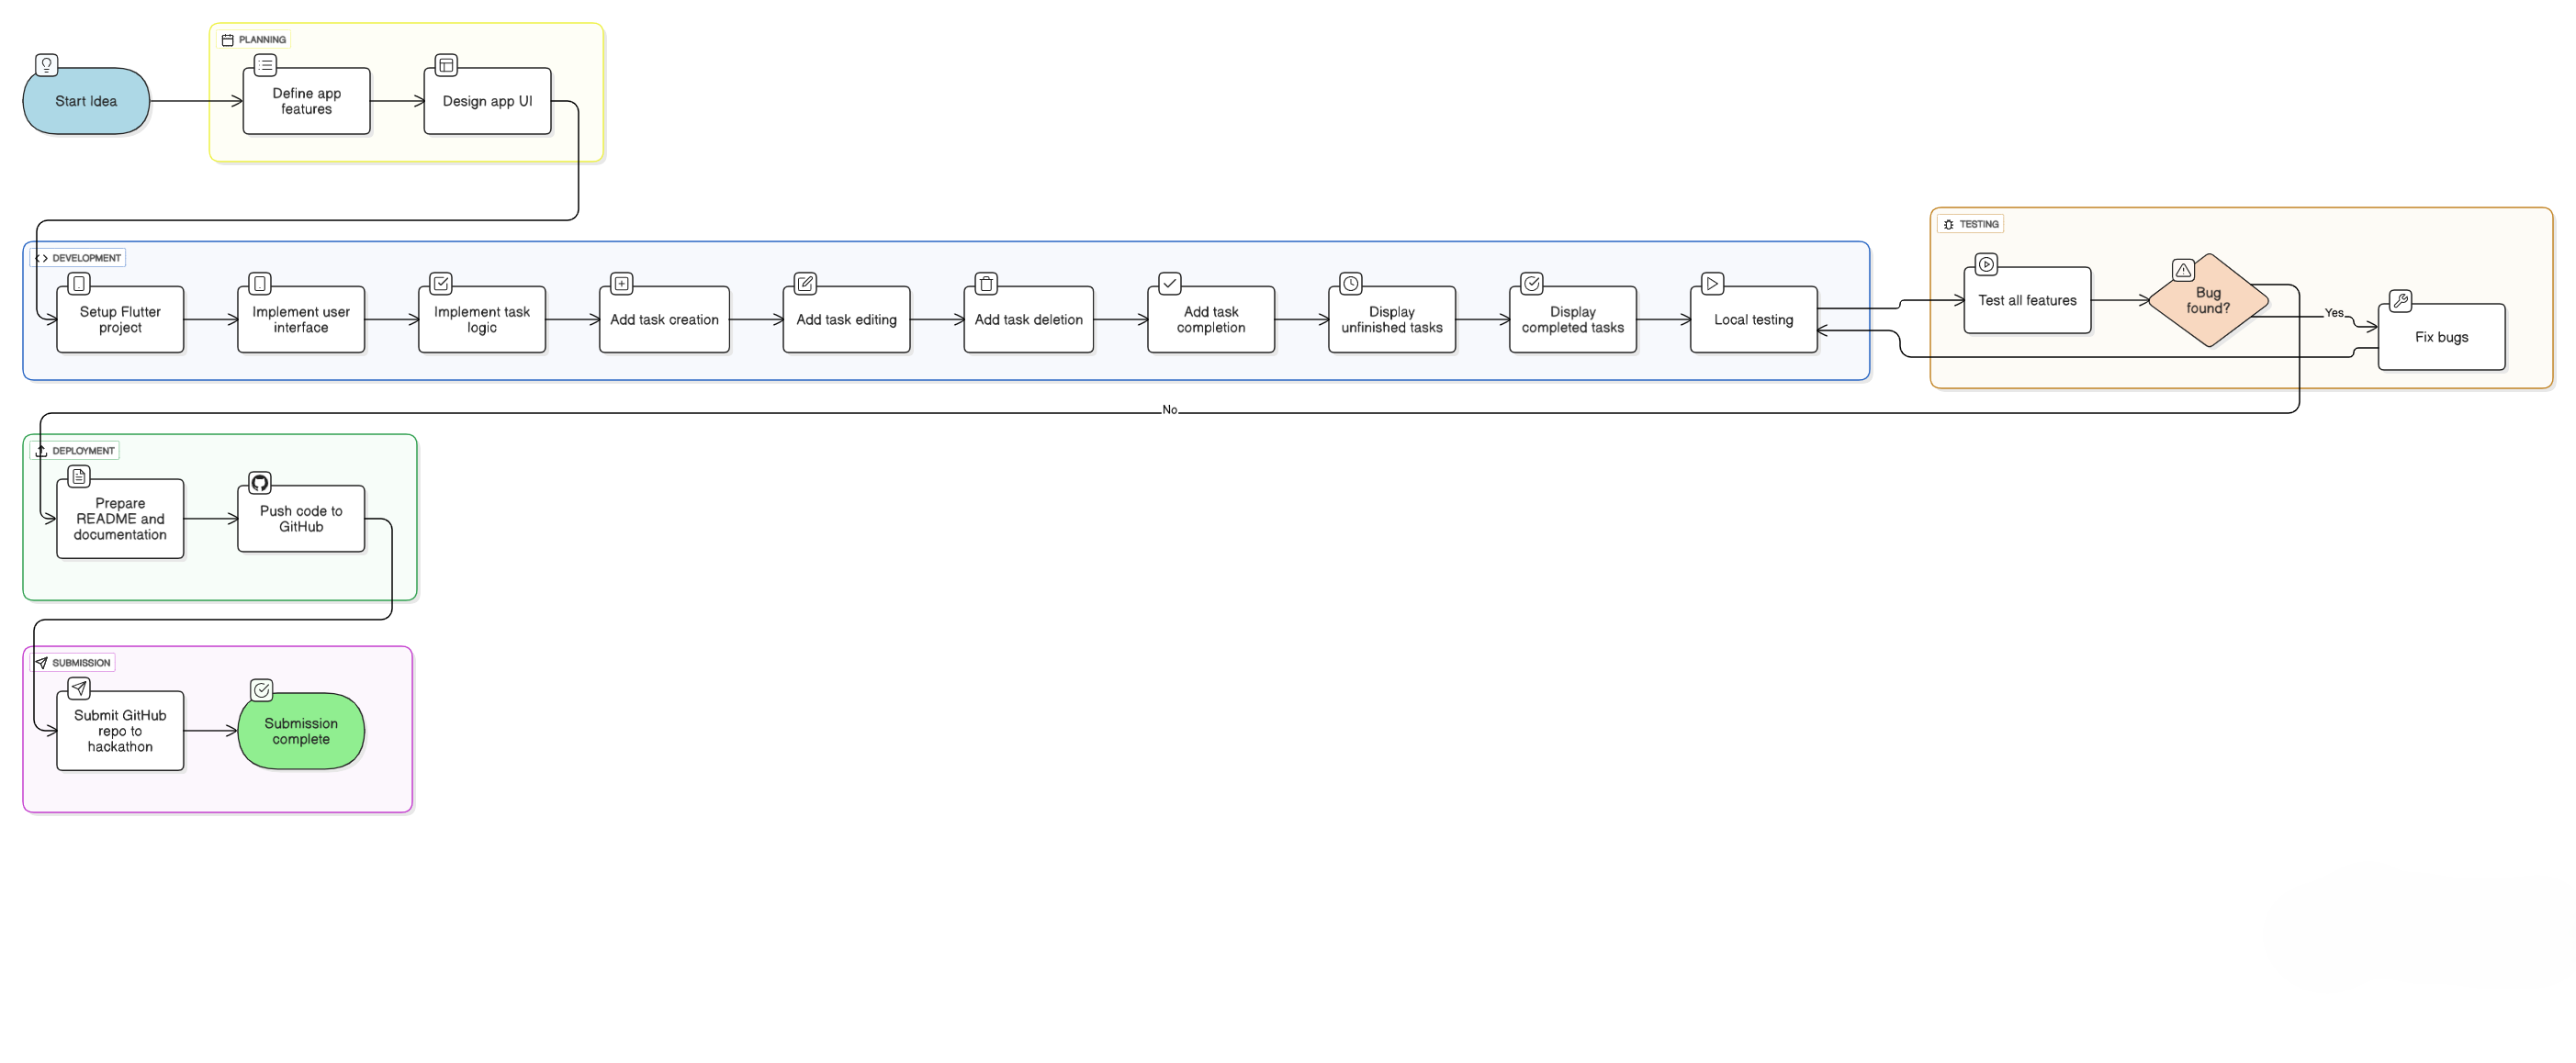 PLANNING
Start Idea
Define app
features
Design app UI
DEVELOPMENT
Setup Flutter
project
Implement user
interface
Implement task
logic
Add task creation
Add task editing
Add task deletion
Add task
completion
Display
unfinished tasks
Display
completed tasks
Local testing
TESTING
Test all features
Bug
found?
Yes
Fix bugs
No
DEPLOYMENT
Prepare
README and
documentation
Push code to
GitHub
SUBMISSION
Submit GitHub
repo to
hackathon
Submission
complete